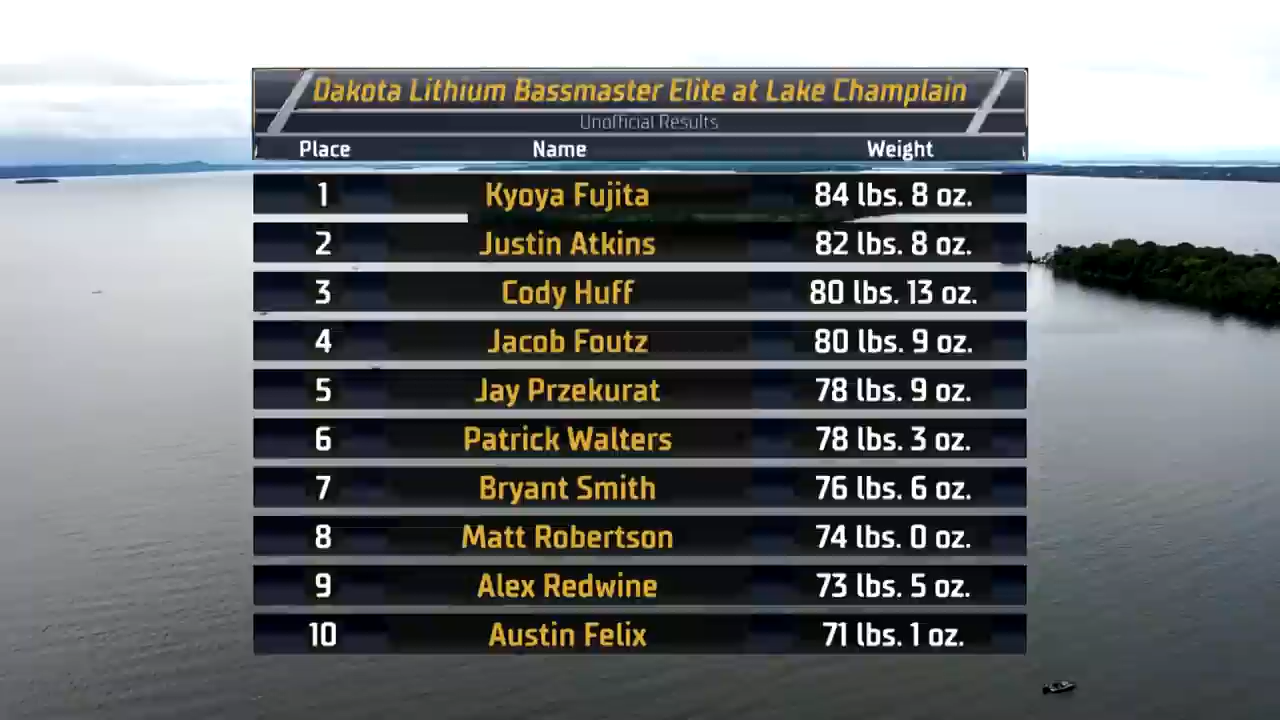 Dakota Lithium Bassmaster Elite at Lake Champlain
Unofficial Results
Place Name Weight
1 Kyoya Fujita 84 lbs. 8 oz.
2 Justin Atkins 82 lbs. 8 oz.
3 Cody Huff 80 lbs. 13 oz.
4 Jacob Foutz 80 lbs. 9 oz.
5 Jay Przekurat 78 lbs. 9 oz.
6 Patrick Walters 78 lbs. 3 oz.
7 Bryant Smith 76 lbs. 6 oz.
8 Matt Robertson 74 lbs. 0 oz.
9 Alex Redwine 73 lbs. 5 oz.
10 Austin Felix 71 lbs. 1 oz.